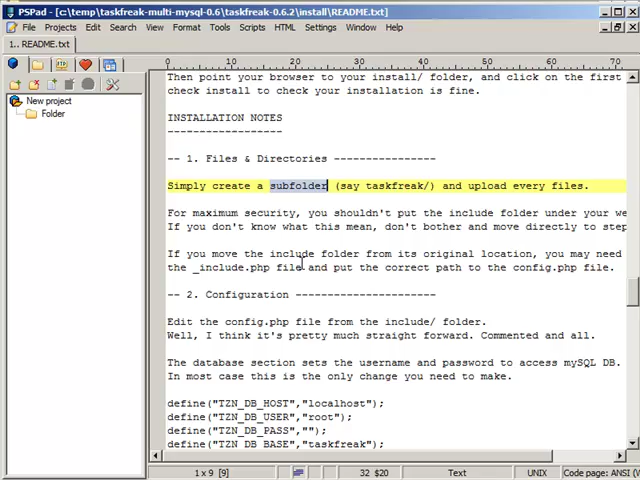 PSPad - [c:\temp\taskfreak-multi-mysql-0.6\taskfreak-0.6.2\install\README.txt]
File Projects Edit Search View Format Tools Scripts HTML Settings Window Help
1.. README.txt
New project
Folder
0 10 20 30 40 50 60 70
Then point your browser to your install/ folder, and click on the first
check install to check your installation is fine.
INSTALLATION NOTES
-----------------
-- 1. Files & Directories ---------------
Simply create a subfolder (say taskfreak/) and upload every files.
For maximum security, you shouldn't put the include folder under your we
If you don't know what this mean, don't bother and move directly to step
If you move the include folder from its original location, you may need
the _include.php file and put the correct path to the config.php file.
-- 2. Configuration ---------------------
Edit the config.php file from the include/ folder.
Well, I think it's pretty much straight forward. Commented and all.
The database section sets the username and password to access mySQL DB.
In most case this is the only change you need to make.
define("TZN_DB_HOST","localhost");
define("TZN_DB_USER","root");
define("TZN_DB_PASS","");
define("TZN_DB_BASE","taskfreak");
1 x 9 [9]
32 $20
Text
UNIX
Code page: ANSI (